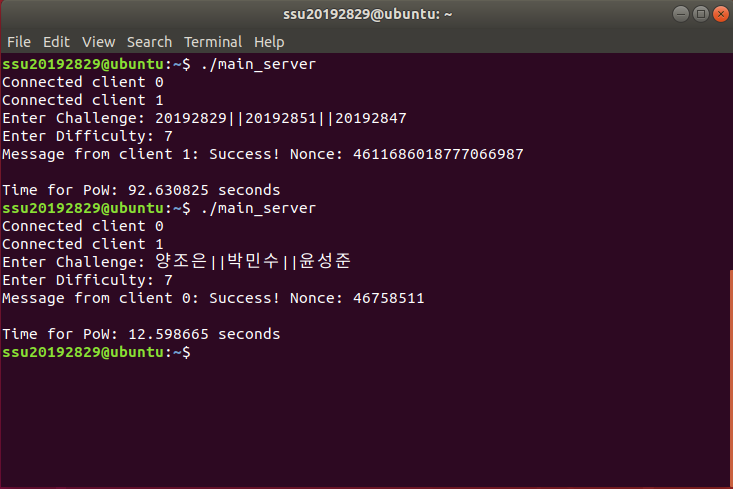 ssu20192829@ubuntu: ~
File Edit View Search Terminal Help
ssu20192829@ubuntu:~$ ./main_server
Connected client 0
Connected client 1
Enter Challenge: 20192829||20192851||20192847
Enter Difficulty: 7
Message from client 1: Success! Nonce: 4611686018777066987
Time for PoW: 92.630825 seconds
ssu20192829@ubuntu:~$ ./main_server
Connected client 0
Connected client 1
Enter Challenge: 양조은||박민수||윤성준
Enter Difficulty: 7
Message from client 0: Success! Nonce: 46758511
Time for PoW: 12.598665 seconds
ssu20192829@ubuntu:~$